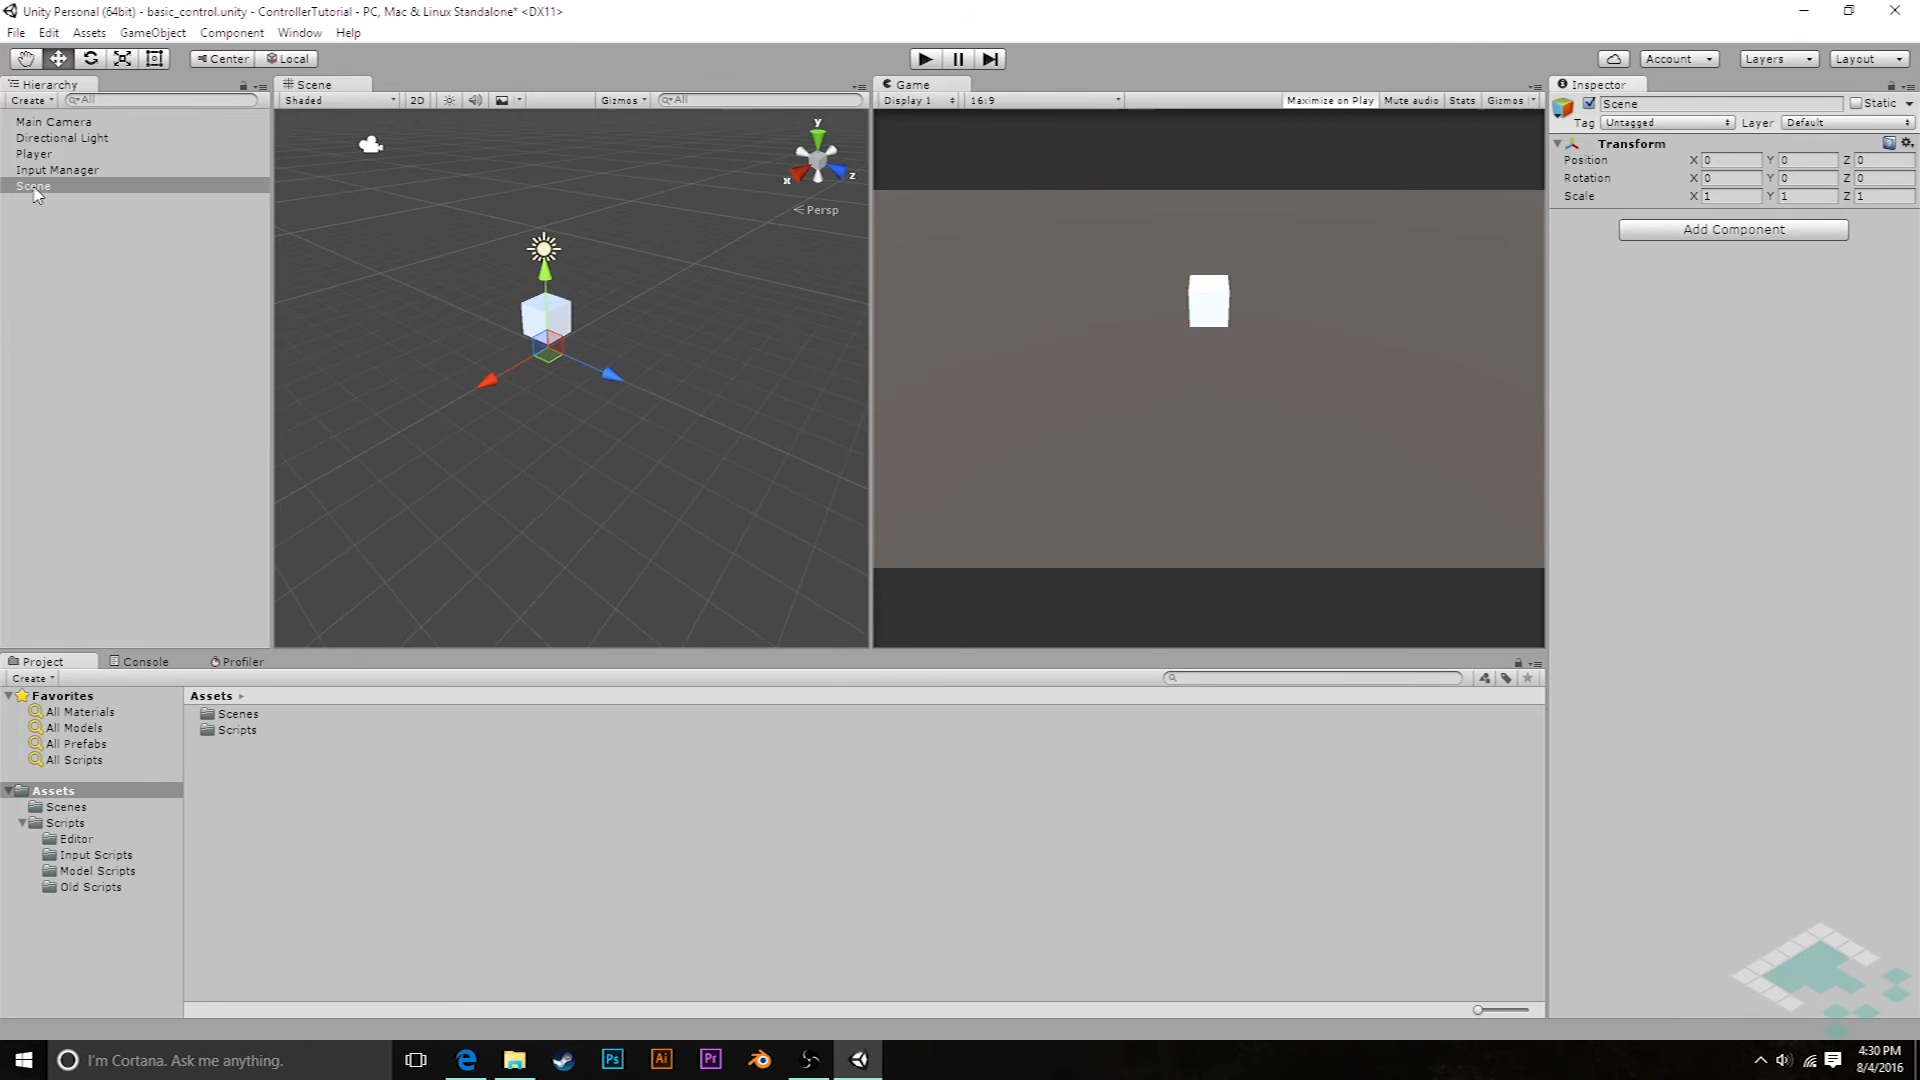 Unity Personal (64bit) - basic_control.unity - ControllerTutorial - PC, Mac & Linux Standalone* <DX11>
File Edit Assets GameObject Component Window Help
Center Local Account Layers Layout
Hierarchy
Create All
Main Camera
Directional Light
Player
Input Manager
Scene
Scene
Shaded 2D Gizmos All
y
x z
Persp
Game
Display 1 16:9 Maximize on Play Mute audio Stats Gizmos
Inspector
Scene Static
Tag Untagged Layer Default
Transform
Position X 0 Y 0 Z 0
Rotation X 0 Y 0 Z 0
Scale X 1 Y 1 Z 1
Add Component
Project Console Profiler
Create
Favorites
All Materials
All Models
All Prefabs
All Scripts
Assets
Scenes
Scripts
Editor
Input Scripts
Model Scripts
Old Scripts
Assets
Scenes
Scripts
I'm Cortana. Ask me anything.
Ps Ai Pr
4:30 PM
8/4/2016